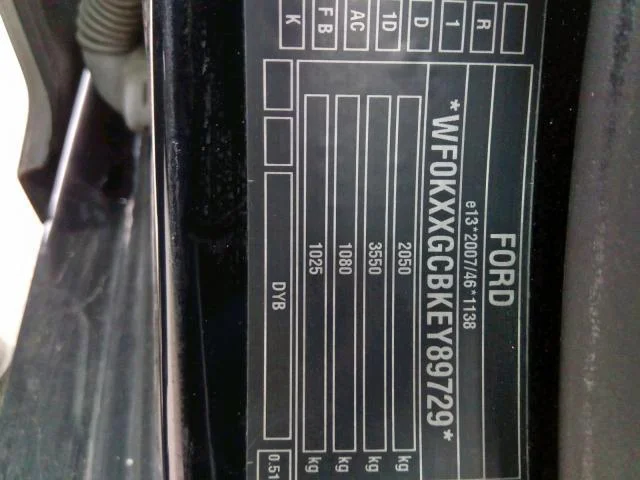 FORD
e13*2007/46*1138
*WF0KXXGCBKEY89729*
2050 kg
3550 kg
1080 kg
1025 kg
DYB
0.51
R
1
D
1D
AC
F B
K